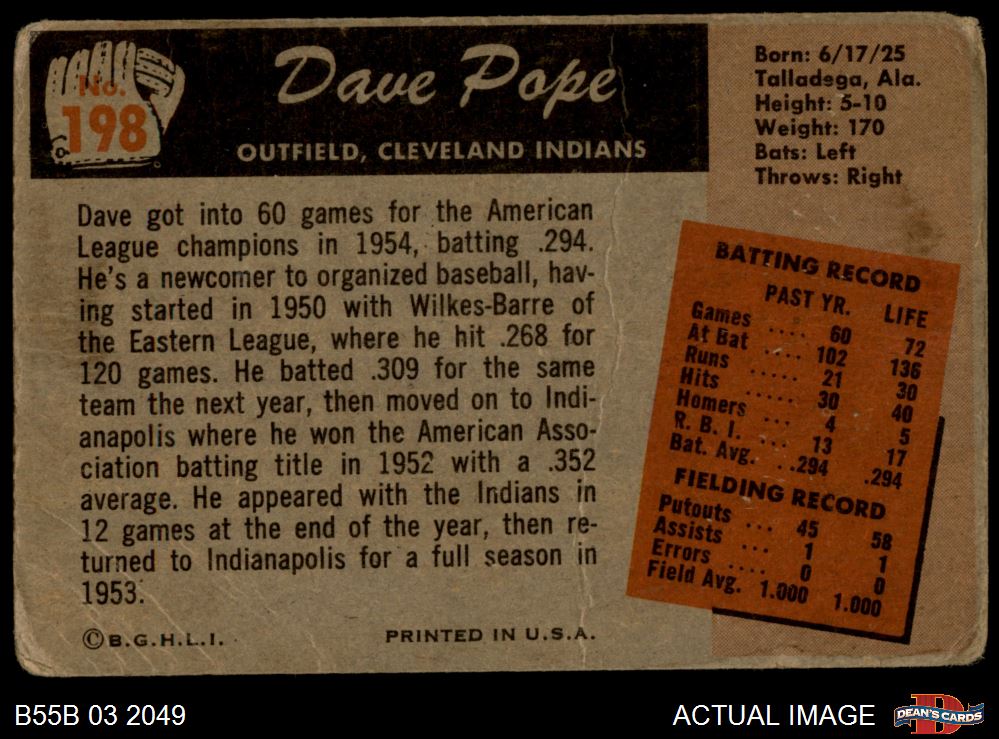 No.
198
Dave Pope
OUTFIELD, CLEVELAND INDIANS
Born: 6/17/25
Talladega, Ala.
Height: 5-10
Weight: 170
Bats: Left
Throws: Right
Dave got into 60 games for the American
League champions in 1954, batting .294.
He's a newcomer to organized baseball, hav-
ing started in 1950 with Wilkes-Barre of
the Eastern League, where he hit .268 for
120 games. He batted .309 for the same
team the next year, then moved on to Indi-
anapolis where he won the American Asso-
ciation batting title in 1952 with a .352
average. He appeared with the Indians in
12 games at the end of the year, then re-
turned to Indianapolis for a full season in
1953.
©B.G.H.L.I.
PRINTED IN U.S.A.
BATTING RECORD
PAST YR. LIFE
Games .... 60 72
At Bat .... 102 136
Runs ..... 21 30
Hits ..... 30 40
Homers ... 4 5
R. B. I. ... 13 17
Bat. Avg. ..294 .294
FIELDING RECORD
Putouts ... 45 58
Assists ... 1 1
Errors .... 0 0
Field Avg. 1.000 1.000
B55B 03 2049
ACTUAL IMAGE
D
DEAN'S CARDS